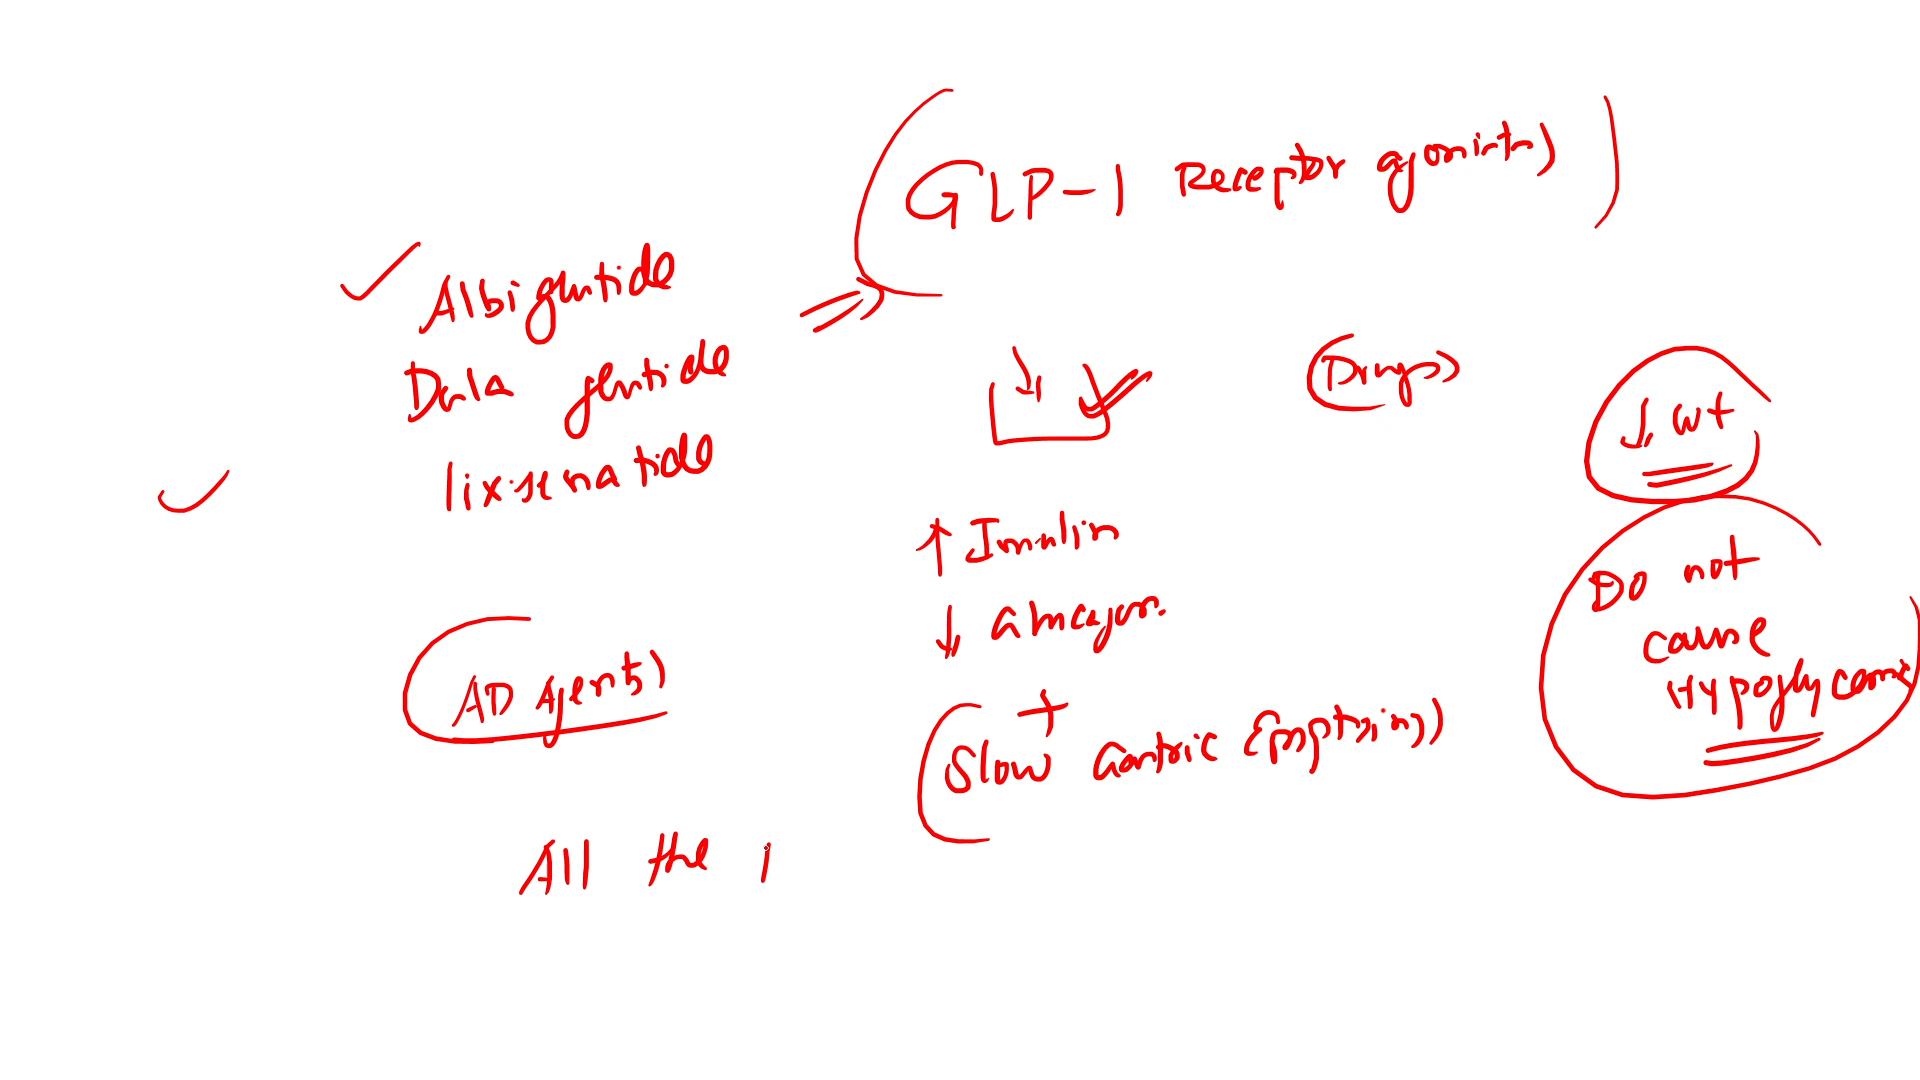 GLP-1 Receptor agonists)
Albiglutide
Dula glutide
lixisenatide
Drugs)
↓ wt
↑ Insulin
↓ Glucagon.
Do not
cause
Hypoglycemi
AD Agents)
+
Slow Gastric Emptying))
All the